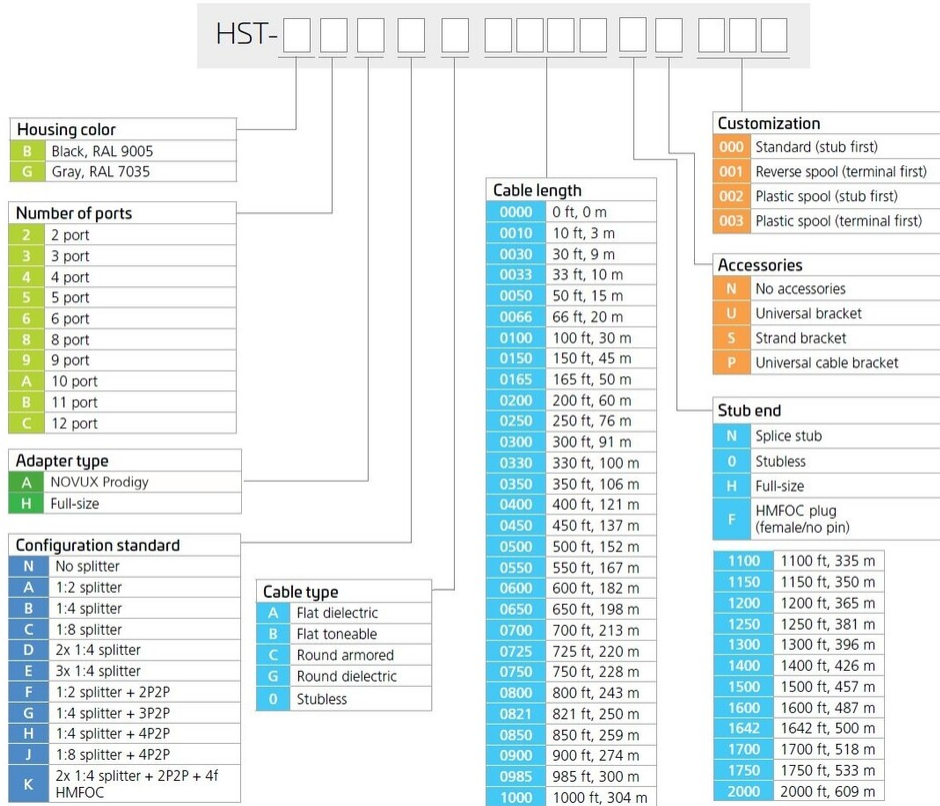 HST-
Housing color
B Black, RAL 9005
G Gray, RAL 7035
Number of ports
2 2 port
3 3 port
4 4 port
5 5 port
6 6 port
8 8 port
9 9 port
A 10 port
B 11 port
C 12 port
Adapter type
A NOVUX Prodigy
H Full-size
Configuration standard
N No splitter
A 1:2 splitter
B 1:4 splitter
C 1:8 splitter
D 2x 1:4 splitter
E 3x 1:4 splitter
F 1:2 splitter + 2P2P
G 1:4 splitter + 3P2P
H 1:4 splitter + 4P2P
J 1:8 splitter + 4P2P
K 2x 1:4 splitter + 2P2P + 4f
HMFOC
Cable type
A Flat dielectric
B Flat toneable
C Round armored
G Round dielectric
0 Stubless
Cable length
0000 0 ft, 0 m
0010 10 ft, 3 m
0030 30 ft, 9 m
0033 33 ft, 10 m
0050 50 ft, 15 m
0066 66 ft, 20 m
0100 100 ft, 30 m
0150 150 ft, 45 m
0165 165 ft, 50 m
0200 200 ft, 60 m
0250 250 ft, 76 m
0300 300 ft, 91 m
0330 330 ft, 100 m
0350 350 ft, 106 m
0400 400 ft, 121 m
0450 450 ft, 137 m
0500 500 ft, 152 m
0550 550 ft, 167 m
0600 600 ft, 182 m
0650 650 ft, 198 m
0700 700 ft, 213 m
0725 725 ft, 220 m
0750 750 ft, 228 m
0800 800 ft, 243 m
0821 821 ft, 250 m
0850 850 ft, 259 m
0900 900 ft, 274 m
0985 985 ft, 300 m
1000 1000 ft, 304 m
1100 1100 ft, 335 m
1150 1150 ft, 350 m
1200 1200 ft, 365 m
1250 1250 ft, 381 m
1300 1300 ft, 396 m
1400 1400 ft, 426 m
1500 1500 ft, 457 m
1600 1600 ft, 487 m
1642 1642 ft, 500 m
1700 1700 ft, 518 m
1750 1750 ft, 533 m
2000 2000 ft, 609 m
Stub end
N Splice stub
0 Stubless
H Full-size
F HMFOC plug
(female/no pin)
Accessories
N No accessories
U Universal bracket
S Strand bracket
P Universal cable bracket
Customization
000 Standard (stub first)
001 Reverse spool (terminal first)
002 Plastic spool (stub first)
003 Plastic spool (terminal first)